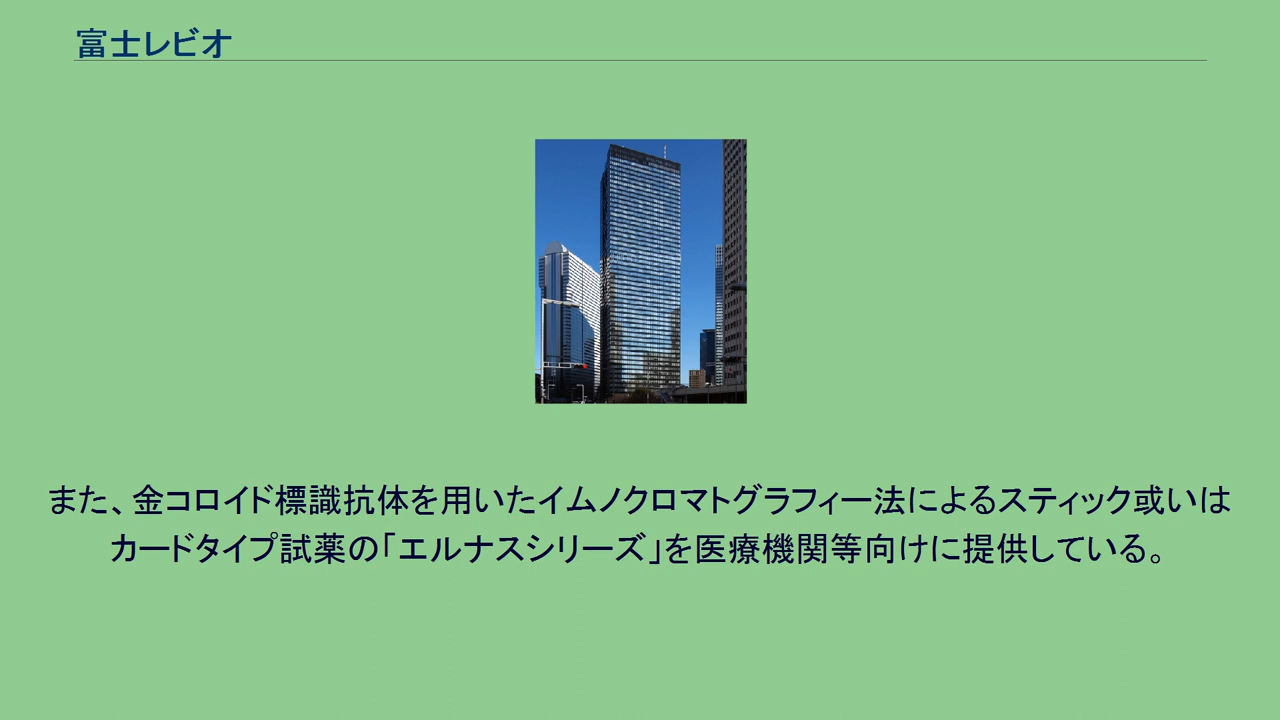 富士レビオ
また、金コロイド標識抗体を用いたイムノクロマトグラフィー法によるスティック或いは
カードタイプ試薬の「エルナスシリーズ」を医療機関等向けに提供している。